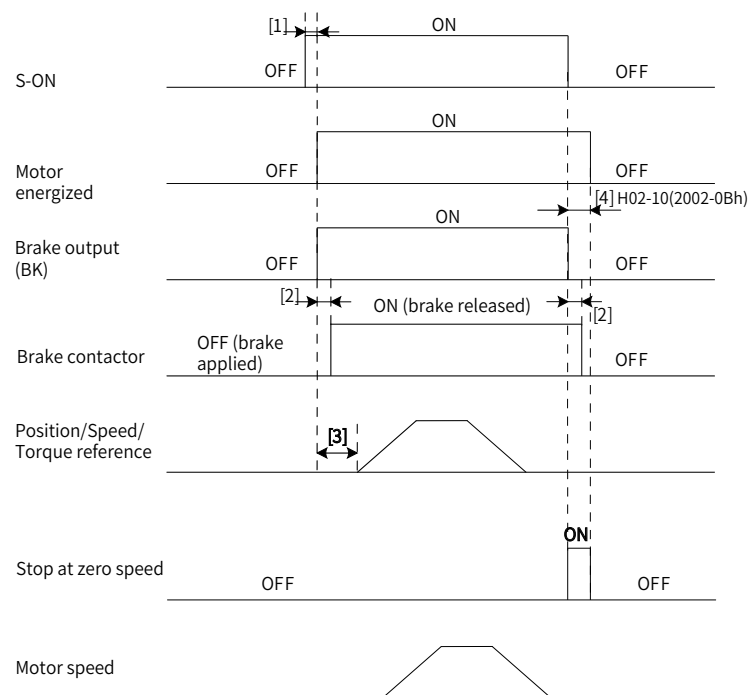 [1]
ON
OFF
OFF
S-ON
ON
OFF
OFF
Motor
energized
[4] H02-10(2002-0Bh)
ON
Brake output
(BK)
OFF
OFF
[2]
ON (brake released)
[2]
OFF (brake
applied)
Brake contactor
OFF
Position/Speed/
Torque reference
[3]
ON
Stop at zero speed
OFF
OFF
Motor speed